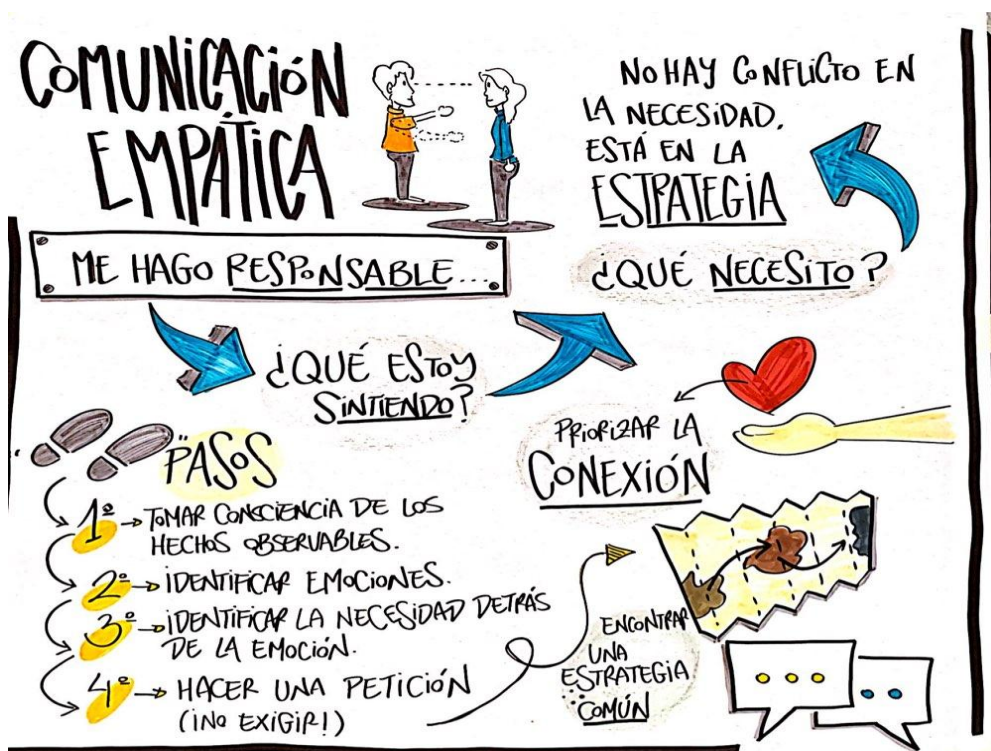 COMUNICACIÓN
EMPÁTICA
NO HAY CONFLICTO EN
LA NECESIDAD,
ESTÁ EN LA
ESTRATEGIA
ME HAGO RESPONSABLE...
¿QUÉ NECESITO?
¿QUÉ ESTOY
SINTIENDO?
PRIORIZAR LA
CONEXIÓN
PASOS
1º → TOMAR CONSCIENCIA DE LOS
HECHOS OBSERVABLES.
2º → IDENTIFICAR EMOCIONES.
3º → IDENTIFICAR LA NECESIDAD DETRÁS
DE LA EMOCIÓN.
4º → HACER UNA PETICIÓN
(¡NO EXIGIR!)
ENCONTRAR
UNA
ESTRATEGIA
COMÚN